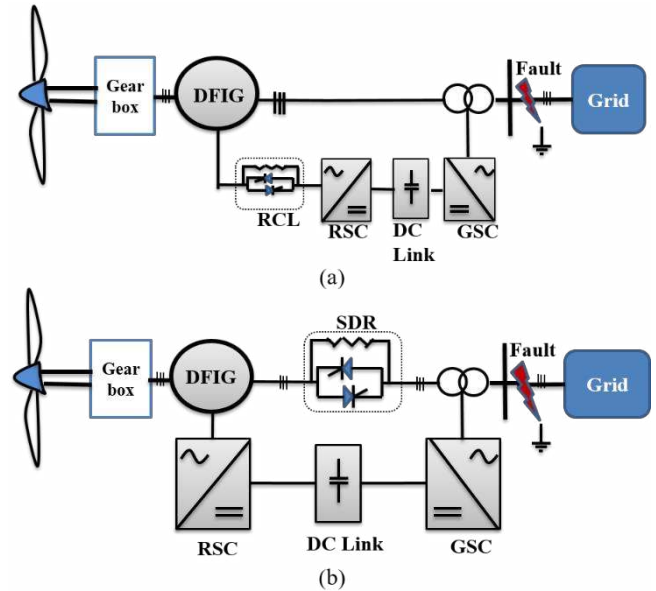 Gear
box
DFIG
Fault
Grid
RCL
RSC
DC
Link
GSC
(a)
SDR
Gear
box
DFIG
Fault
Grid
RSC
DC Link
GSC
(b)